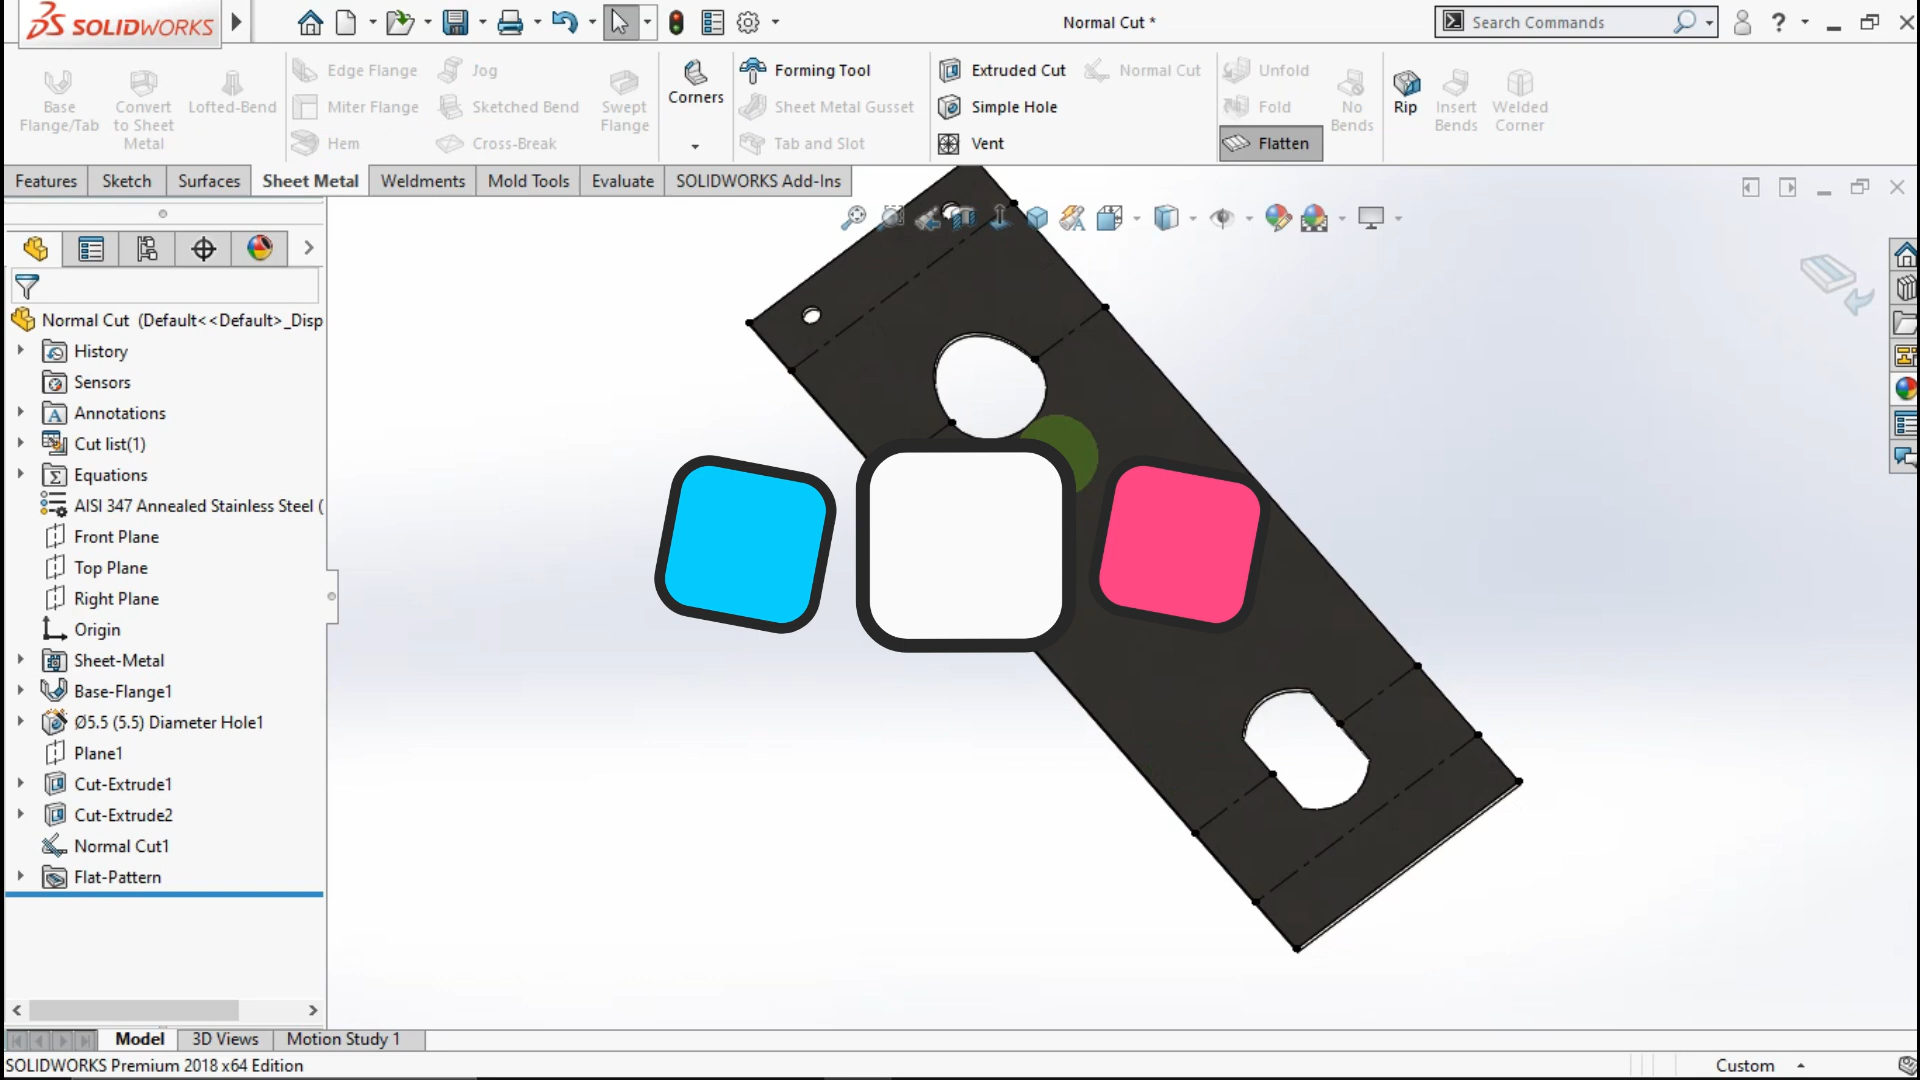 SOLIDWORKS
Normal Cut *
Search Commands
?
Base Flange/Tab
Convert to Sheet Metal
Lofted-Bend
Edge Flange
Miter Flange
Hem
Jog
Sketched Bend
Cross-Break
Swept Flange
Corners
Forming Tool
Sheet Metal Gusset
Tab and Slot
Extruded Cut
Simple Hole
Vent
Normal Cut
Unfold
Fold
Flatten
No Bends
Rip
Insert Bends
Welded Corner
Features
Sketch
Surfaces
Sheet Metal
Weldments
Mold Tools
Evaluate
SOLIDWORKS Add-Ins
Normal Cut (Default<<Default>_Disp
History
Sensors
Annotations
Cut list(1)
Equations
AISI 347 Annealed Stainless Steel (
Front Plane
Top Plane
Right Plane
Origin
Sheet-Metal
Base-Flange1
Ø5.5 (5.5) Diameter Hole1
Plane1
Cut-Extrude1
Cut-Extrude2
Normal Cut1
Flat-Pattern
Model
3D Views
Motion Study 1
SOLIDWORKS Premium 2018 x64 Edition
Custom